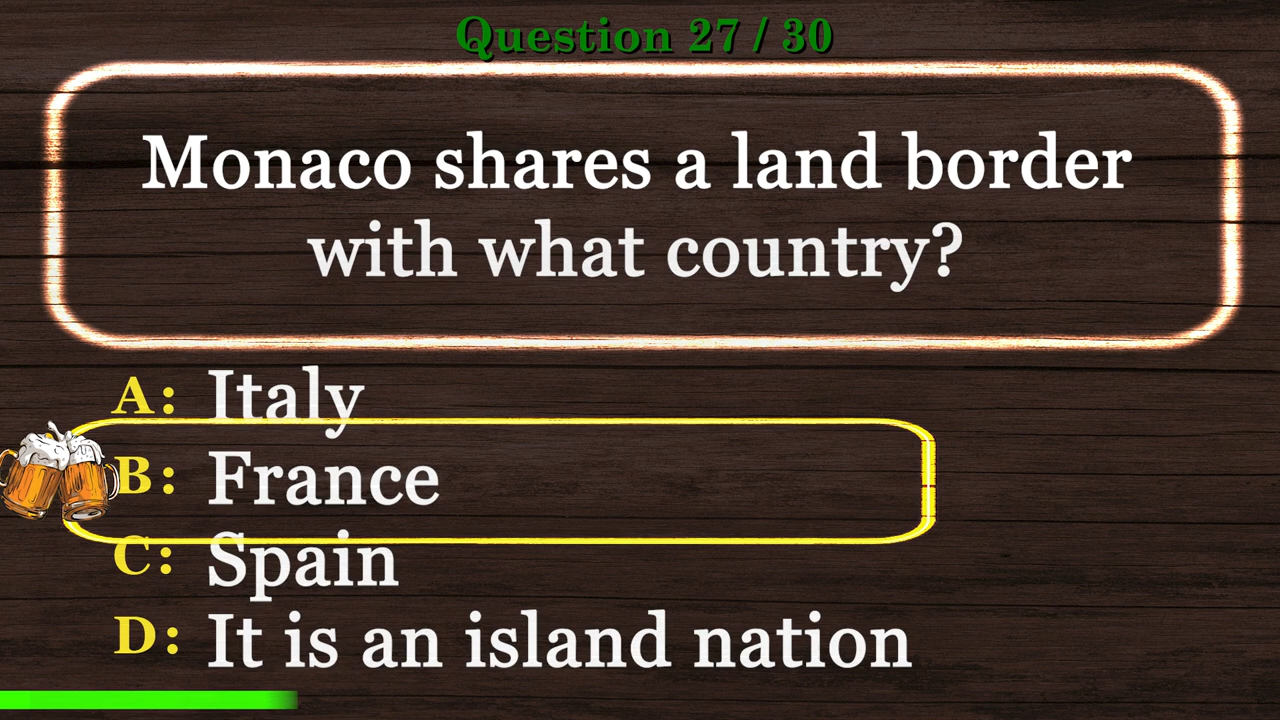 Question 27 / 30
Monaco shares a land border
with what country?
A: Italy
B: France
C: Spain
D: It is an island nation